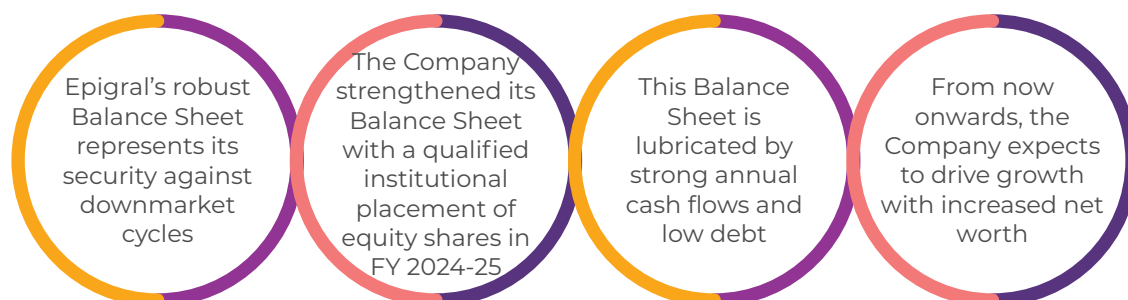 Epigral’s robust
Balance Sheet
represents its
security against
downmarket
cycles
The Company
strengthened its
Balance Sheet
with a qualified
institutional
placement of
equity shares in
FY 2024-25
This Balance
Sheet is
lubricated by
strong annual
cash flows and
low debt
From now
onwards, the
Company expects
to drive growth
with increased net
worth